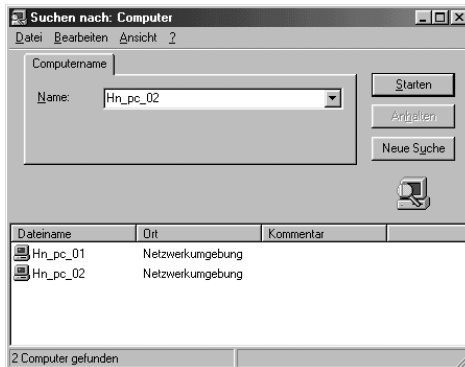 Suchen nach: Computer
Datei Bearbeiten Ansicht ?
Computername
Name: Hn_pc_02
Starten
Anhalten
Neue Suche
Dateiname Ort Kommentar
Hn_pc_01 Netzwerkumgebung
Hn_pc_02 Netzwerkumgebung
2 Computer gefunden